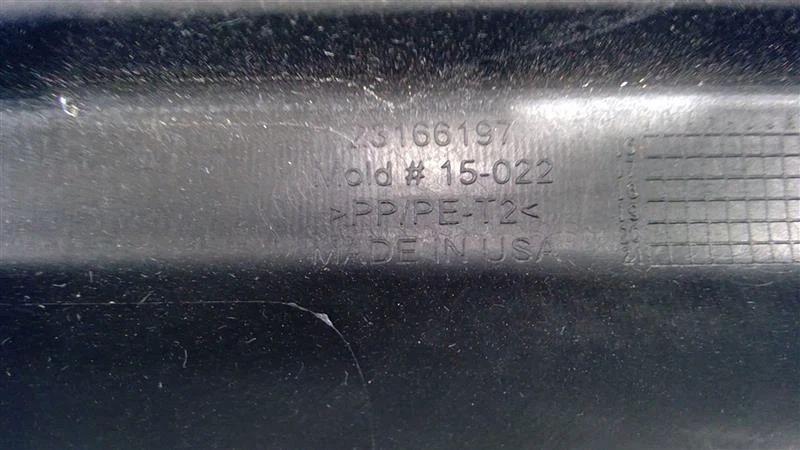 23166197
Mold # 15-022
>PP/PE-T2<
MADE IN USA